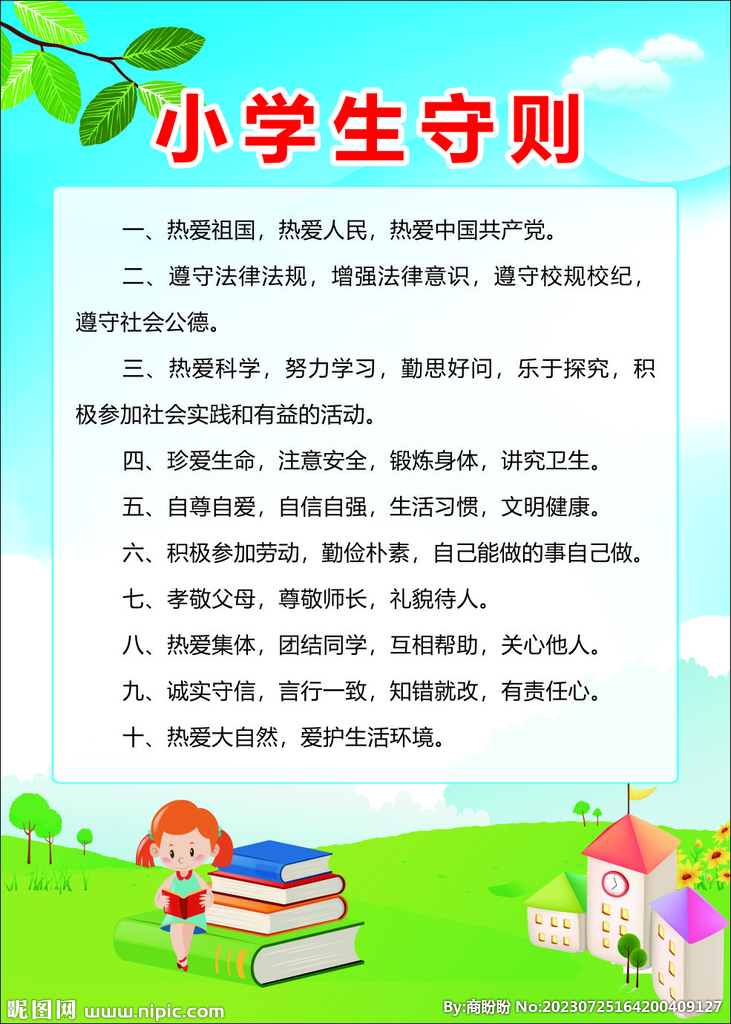 小学生守则
一、热爱祖国，热爱人民，热爱中国共产党。
二、遵守法律法规，增强法律意识，遵守校规校纪，
遵守社会公德。
三、热爱科学，努力学习，勤思好问，乐于探究，积
极参加社会实践和有益的活动。
四、珍爱生命，注意安全，锻炼身体，讲究卫生。
五、自尊自爱，自信自强，生活习惯，文明健康。
六、积极参加劳动，勤俭朴素，自己能做的事自己做。
七、孝敬父母，尊敬师长，礼貌待人。
八、热爱集体，团结同学，互相帮助，关心他人。
九、诚实守信，言行一致，知错就改，有责任心。
十、热爱大自然，爱护生活环境。
昵图网 www.nipic.com
By:商盼盼 No:20230725164200409127